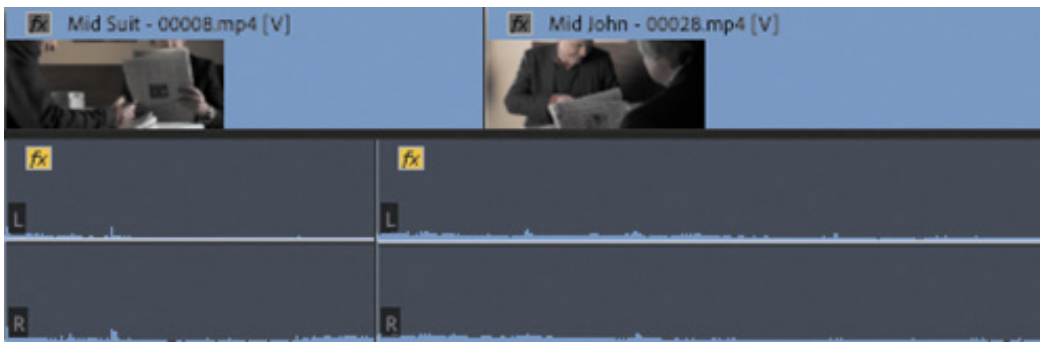 fx Mid Suit - 00008.mp4 [V]
fx Mid John - 00028.mp4 [V]
fx
fx
L
L
R
R